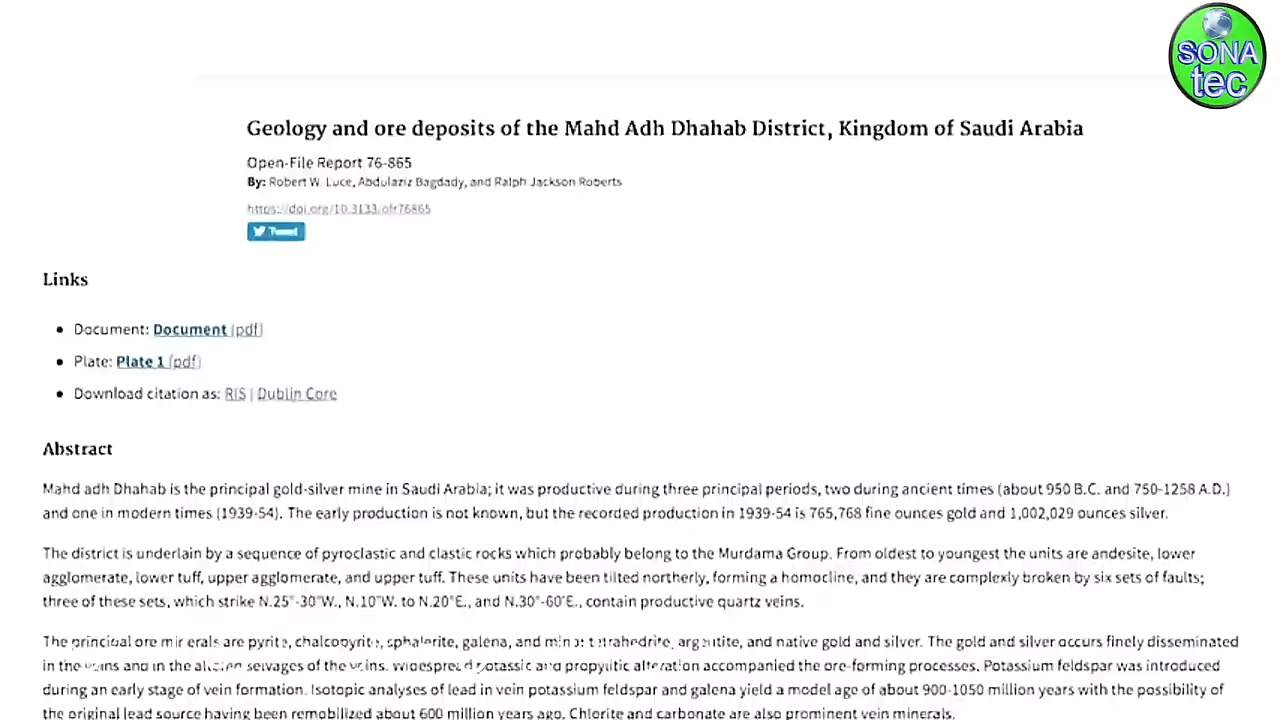 SONA
tec
Geology and ore deposits of the Mahd Adh Dhahab District, Kingdom of Saudi Arabia
Open-File Report 76-865
By: Robert W. Luce, Abdulaziz Bagdady, and Ralph Jackson Roberts
https://doi.org/10.3133/ofr76865
Tweet
Links
• Document: Document (pdf)
• Plate: Plate 1 (pdf)
• Download citation as: RIS | Dublin Core
Abstract
Mahd adh Dhahab is the principal gold-silver mine in Saudi Arabia; it was productive during three principal periods, two during ancient times (about 950 B.C. and 750-1258 A.D.)
and one in modern times (1939-54). The early production is not known, but the recorded production in 1939-54 is 765,768 fine ounces gold and 1,002,029 ounces silver.
The district is underlain by a sequence of pyroclastic and clastic rocks which probably belong to the Murdama Group. From oldest to youngest the units are andesite, lower
agglomerate, lower tuff, upper agglomerate, and upper tuff. These units have been tilted northerly, forming a homocline, and they are complexly broken by six sets of faults;
three of these sets, which strike N.25°-30°W., N.10°W. to N.20°E., and N.30°-60°E., contain productive quartz veins.
The principal ore minerals are pyrite, chalcopyrite, sphalerite, galena, and minor tetrahedrite, argentite, and native gold and silver. The gold and silver occurs finely disseminated
in the veins and in the selvages of the veins. Widespread potassic and propylitic alteration accompanied the ore-forming processes. Potassium feldspar was introduced
during an early stage of vein formation. Isotopic analyses of lead in vein potassium feldspar and galena yield a model age of about 900-1050 million years with the possibility of
the original lead source having been remobilized about 600 million years ago. Chlorite and carbonate are also prominent vein minerals.